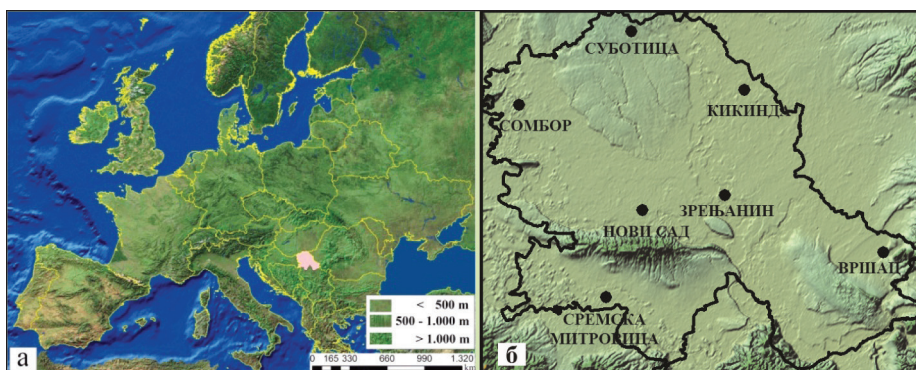 < 500 m
500 - 1.000 m
> 1.000 m
0 165 330 660 990 1.320
km
а
СУБОТИЦА
КИКИНД
СОМБОР
ЗРЕЊАНИН
НОВИ САД
ВРШАЦ
СРЕМСКА
МИТРОВИЦА
б